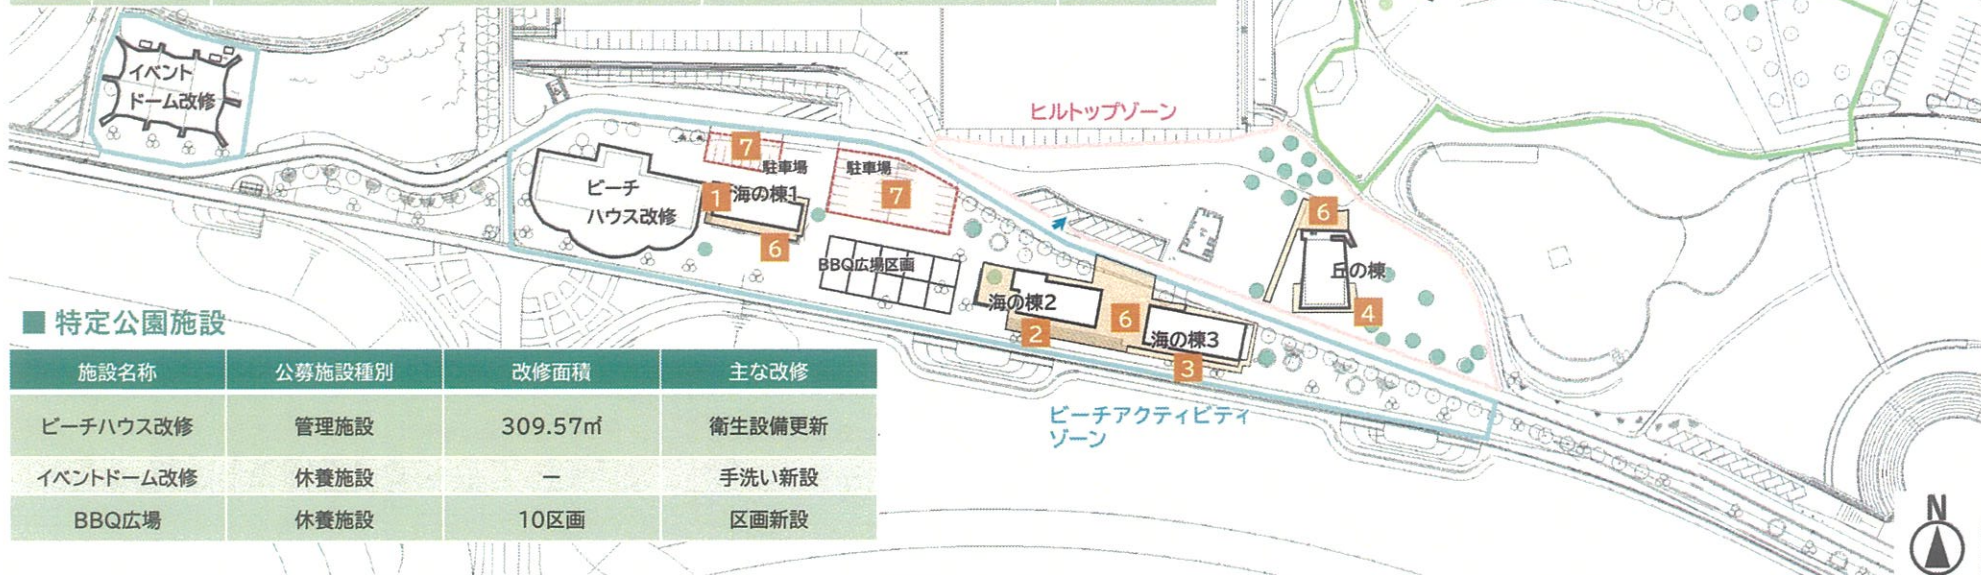 イベント
ドーム改修
ヒルトップゾーン
7
駐車場
駐車場
7
ビーチ
ハウス改修
1
海の棟1
6
6
BBQ広場区画
丘の棟
海の棟2
6
4
2
海の棟3
3
ビーチアクティビティ
ゾーン
■ 特定公園施設
施設名称 公募施設種別 改修面積 主な改修
ビーチハウス改修 管理施設 309.57㎡ 衛生設備更新
イベントドーム改修 休養施設 － 手洗い新設
BBQ広場 休養施設 10区画 区画新設
N